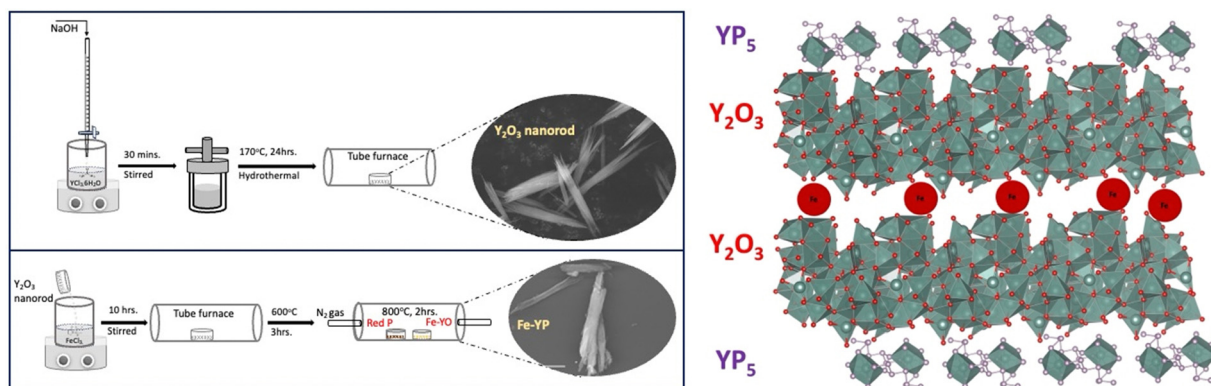 NaOH
YCl₃.6H₂O
30 mins.
Stirred
170°C, 24hrs.
Hydrothermal
Tube furnace
Y₂O₃ nanorod
Y₂O₃
nanorod
FeCl₃
10 hrs.
Stirred
Tube furnace
600°C
3hrs.
N₂ gas
800°C, 2hrs.
Red P
Fe-YO
Fe-YP
YP₅
Y₂O₃
Fe
Fe
Fe
Fe
Fe
Y₂O₃
YP₅